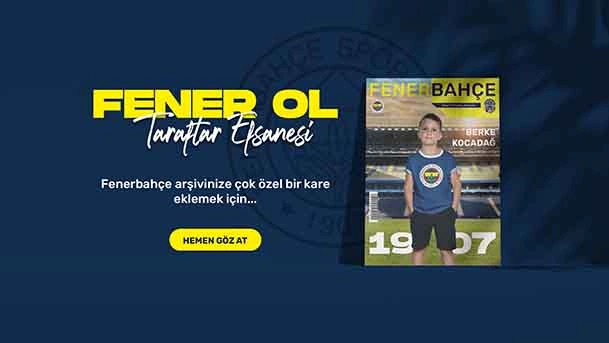 FENER OL
Taraftar Efsanesi
Fenerbahçe arşivinize çok özel bir kare
eklemek için...
HEMEN GÖZ AT
FENERBAHÇE
BERKE
KOCADAĞ
1907